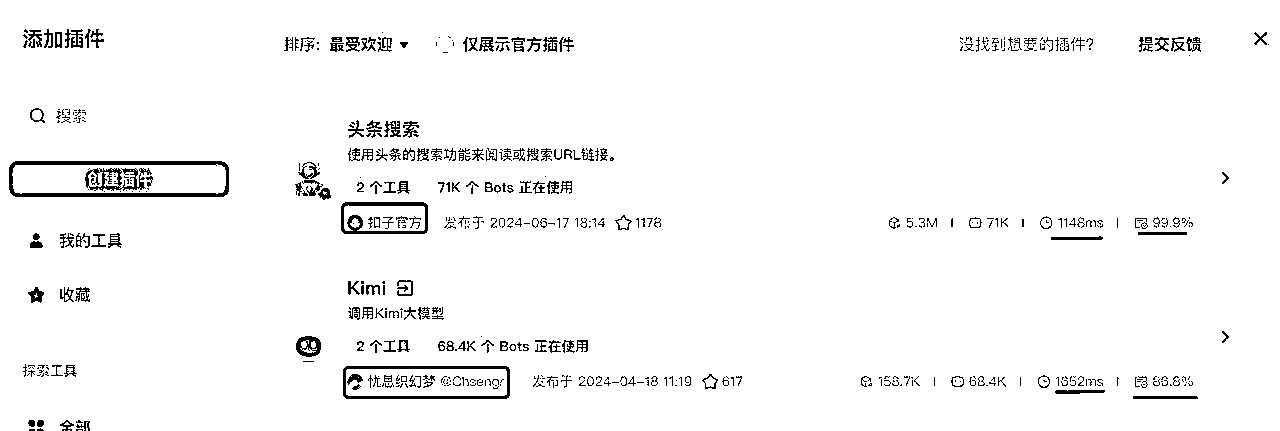 添加插件
排序: 最受欢迎 仅展示官方插件 没找到想要的插件? 提交反馈
搜索
创建插件
我的工具
收藏
探索工具
全部
头条搜索
使用头条的搜索功能来阅读或搜索URL链接。
2 个工具 71K 个 Bots 正在使用
扣子官方 发布于 2024-06-17 18:14 1178
5.3M 71K 1148ms 99.9%
Kimi
调用Kimi大模型
2 个工具 68.4K 个 Bots 正在使用
忧思织幻梦 @Chsengr 发布于 2024-04-18 11:19 617
158.7K 68.4K 1652ms 86.8%